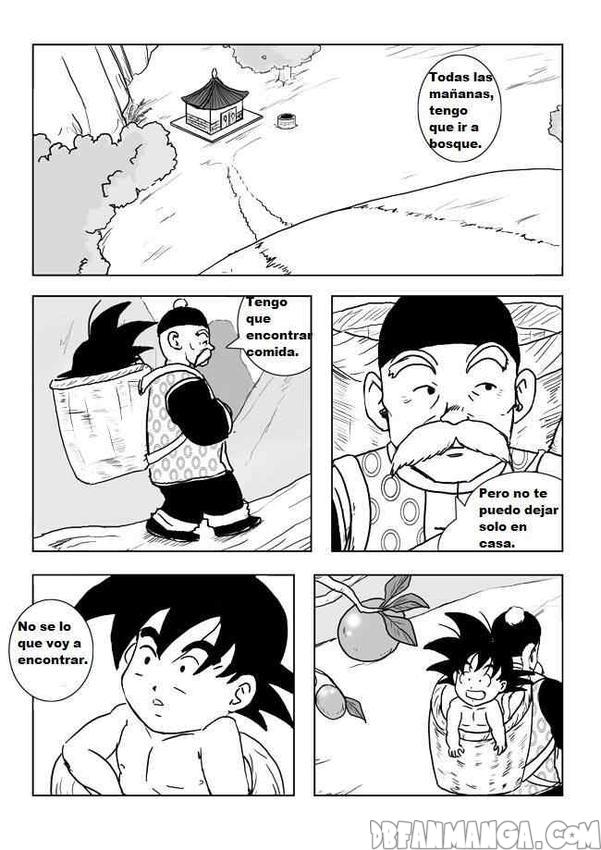 Todas las
mañanas,
tengo
que ir a
bosque.
Tengo
que
encontrar
comida.
Pero no te
puedo dejar
solo en
casa.
No se lo
que voy a
encontrar.
DBFANMANGA.COM